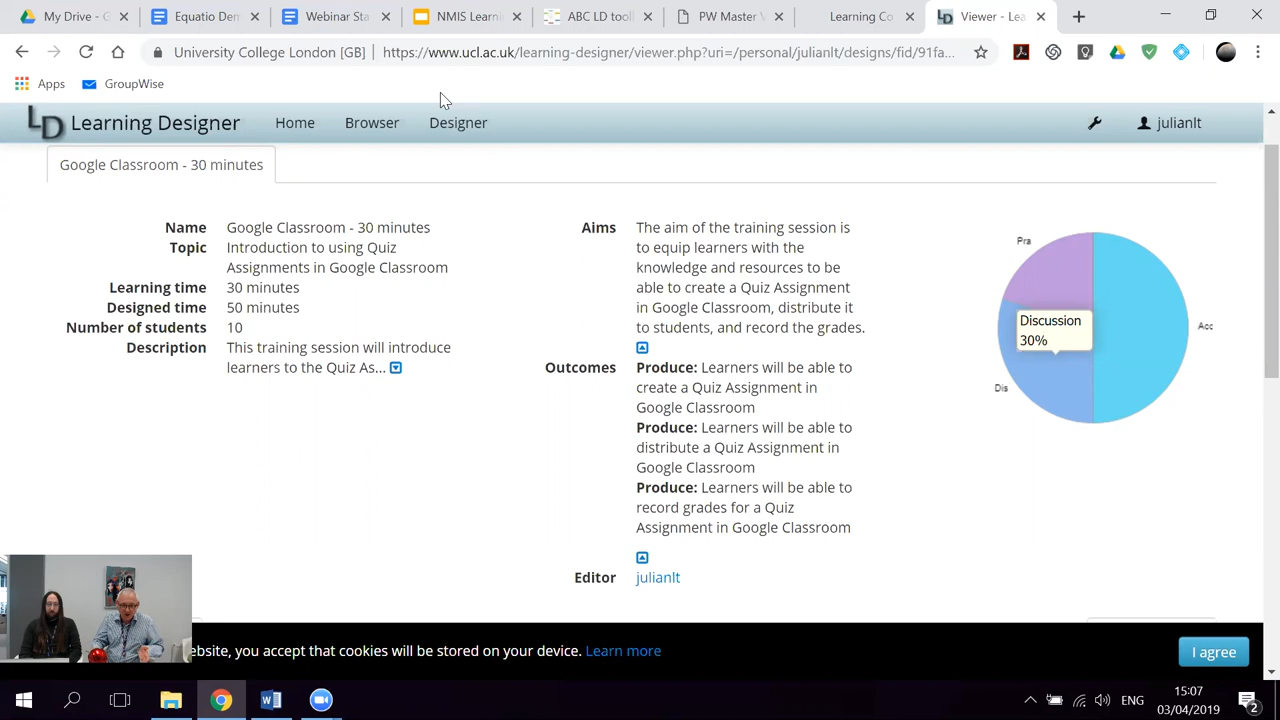 My Drive - G
Equatio Den
Webinar Sta
NMIS Learni
ABC LD tool
PW Master V
Learning Co
Viewer - Lea
University College London [GB] | https://www.ucl.ac.uk/learning-designer/viewer.php?uri=/personal/julianlt/designs/fid/91fa...
Apps
GroupWise
LD Learning Designer
Home
Browser
Designer
julianlt
Google Classroom - 30 minutes
Name Google Classroom - 30 minutes
Topic Introduction to using Quiz
Assignments in Google Classroom
Learning time 30 minutes
Designed time 50 minutes
Number of students 10
Description This training session will introduce
learners to the Quiz As...
Aims The aim of the training session is
to equip learners with the
knowledge and resources to be
able to create a Quiz Assignment
in Google Classroom, distribute it
to students, and record the grades.
Outcomes Produce: Learners will be able to
create a Quiz Assignment in
Google Classroom
Produce: Learners will be able to
distribute a Quiz Assignment in
Google Classroom
Produce: Learners will be able to
record grades for a Quiz
Assignment in Google Classroom
Editor julianlt
Pra
Discussion
30%
Acc
Dis
ebsite, you accept that cookies will be stored on your device. Learn more
I agree
ENG
15:07
03/04/2019
2